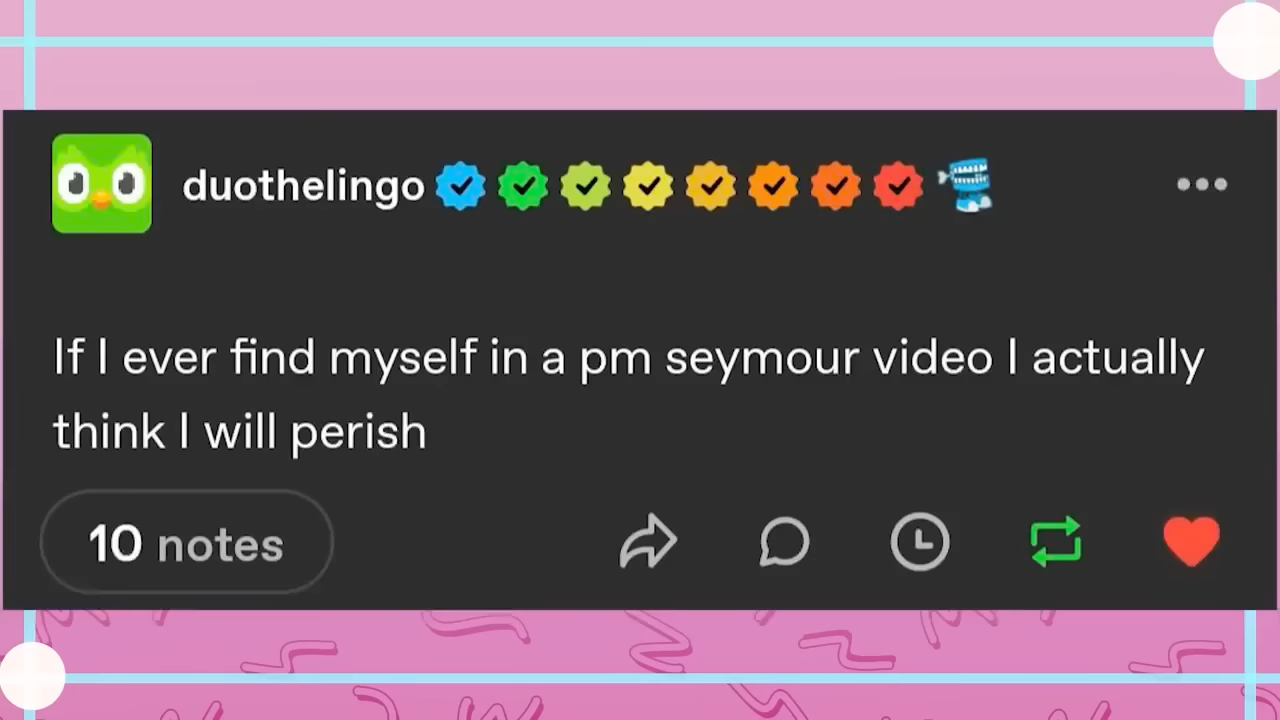 duothelingo
If I ever find myself in a pm seymour video I actually
think I will perish
10 notes